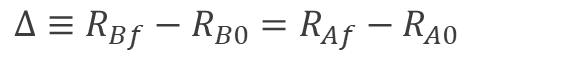 Δ ≡ R_{Bf} − R_{B0} = R_{Af} − R_{A0}